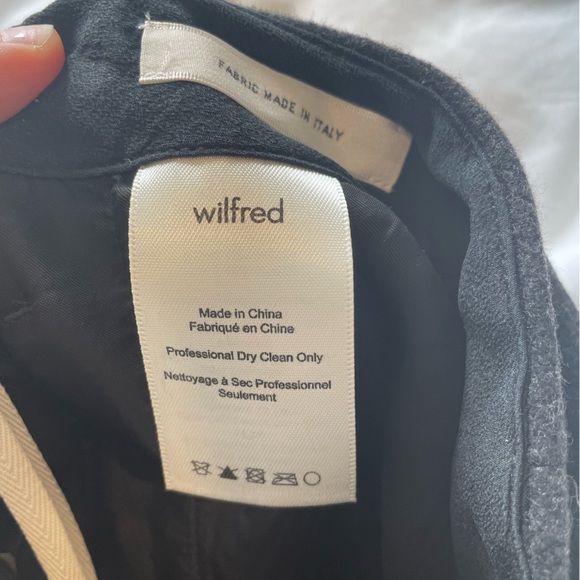 FABRIC MADE IN ITALY
wilfred
Made in China
Fabriqué en Chine
Professional Dry Clean Only
Nettoyage à Sec Professionnel
Seulement